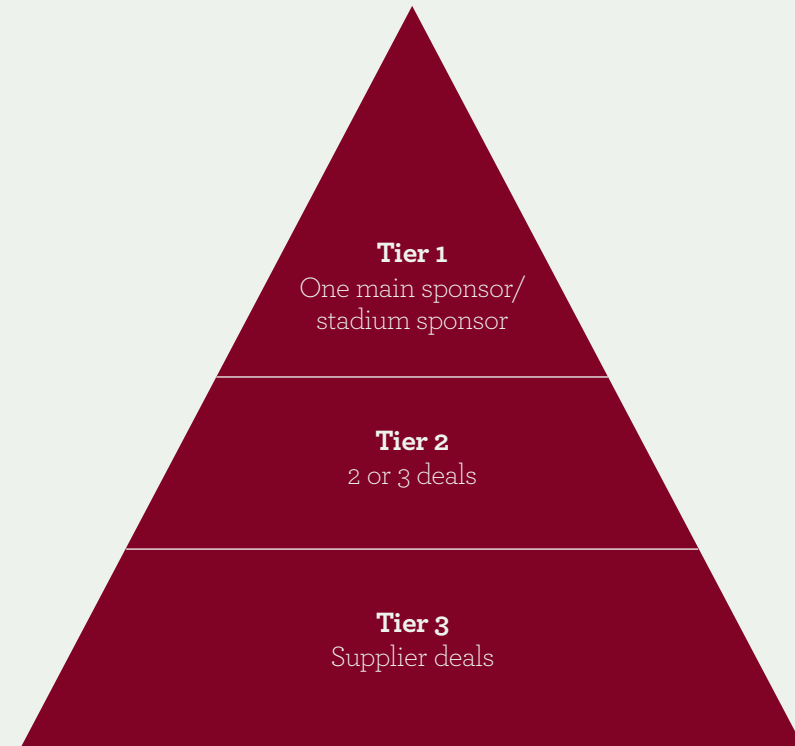 Tier 1
One main sponsor/
stadium sponsor
Tier 2
2 or 3 deals
Tier 3
Supplier deals